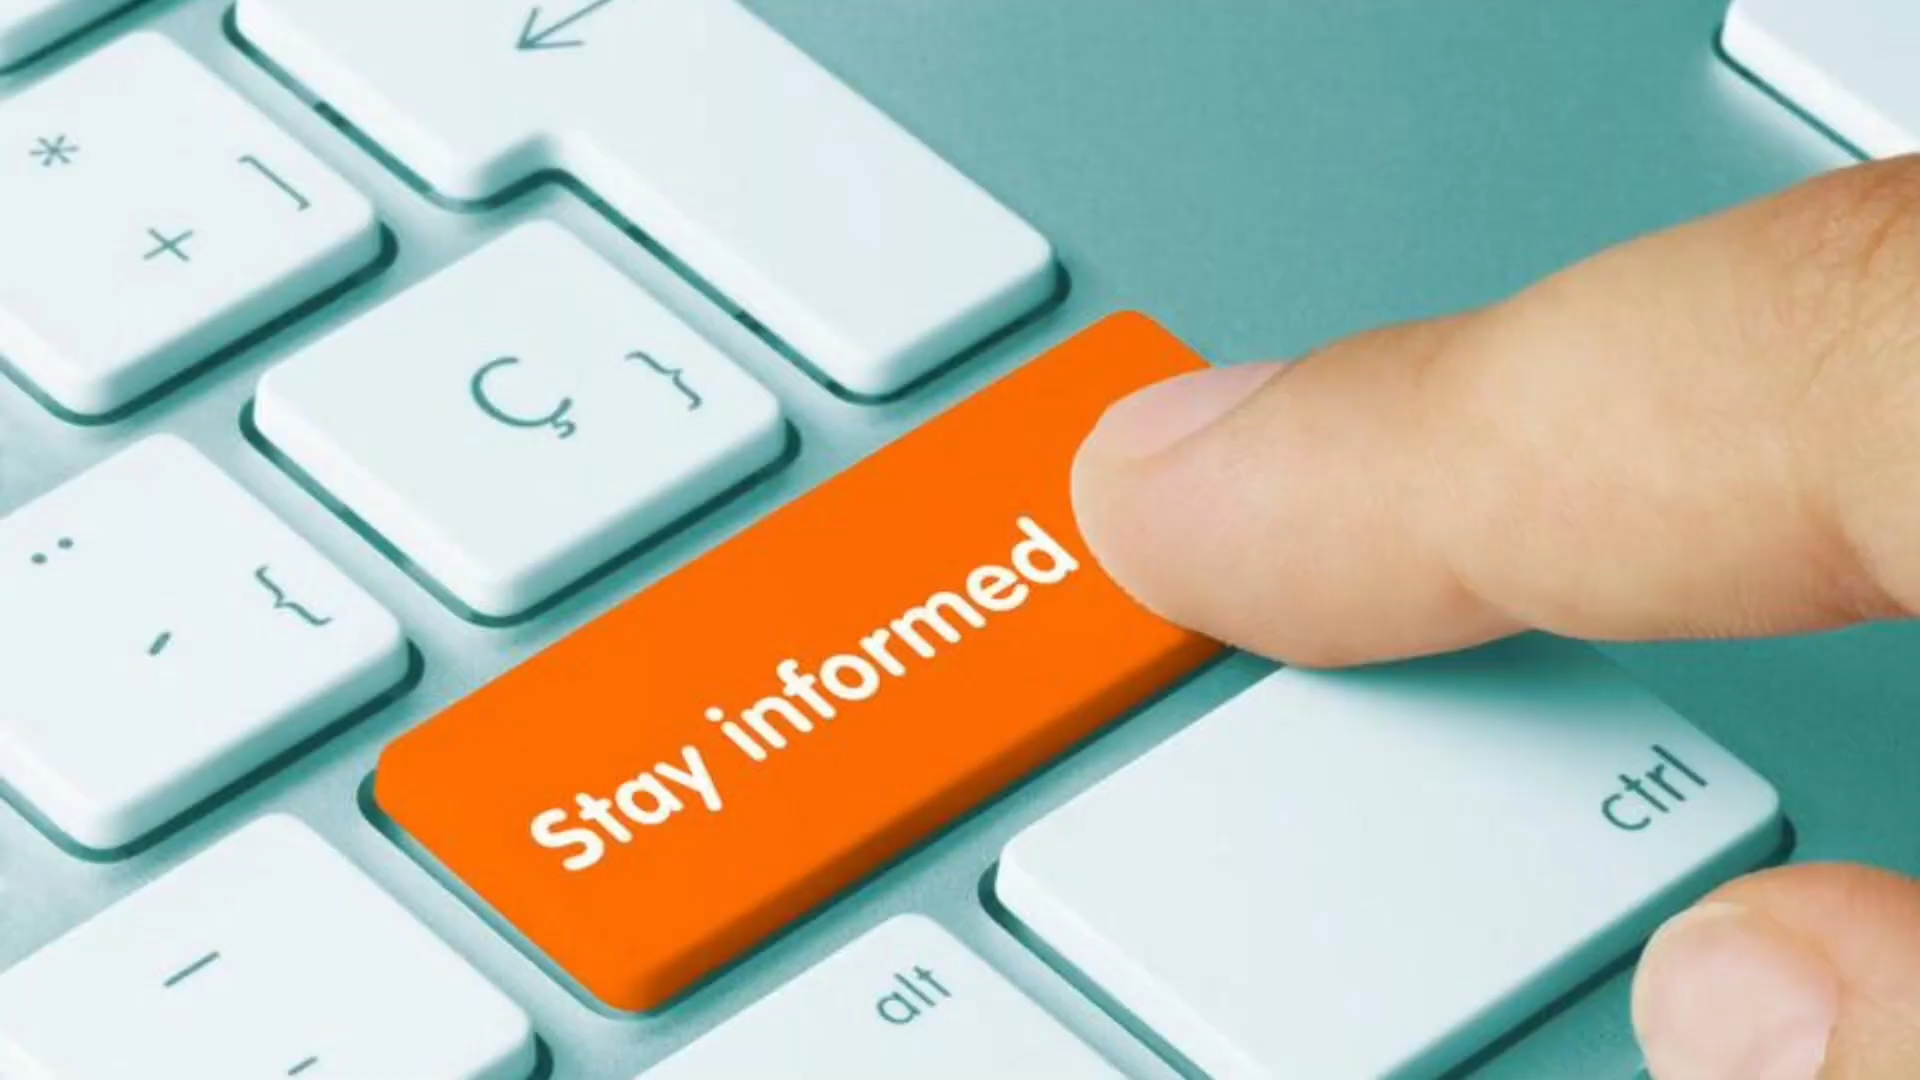 * + ]
Ç }
¨ ´ {
Stay informed
ctrl
alt